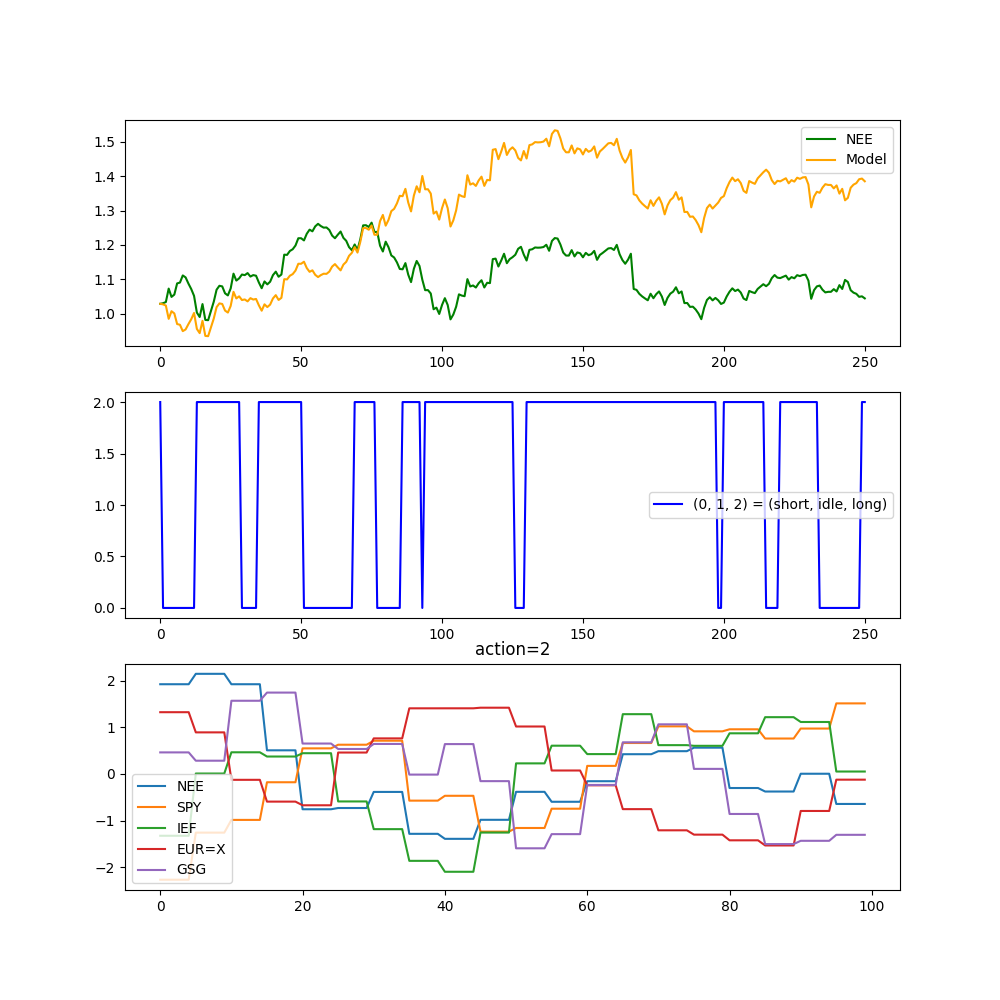 1.5
1.4
1.3
1.2
1.1
1.0
NEE
Model
0 50 100 150 200 250
2.0
1.5
1.0
0.5
0.0
(0, 1, 2) = (short, idle, long)
0 50 100 150 200 250
action=2
2
1
0
−1
−2
NEE
SPY
IEF
EUR=X
GSG
0 20 40 60 80 100